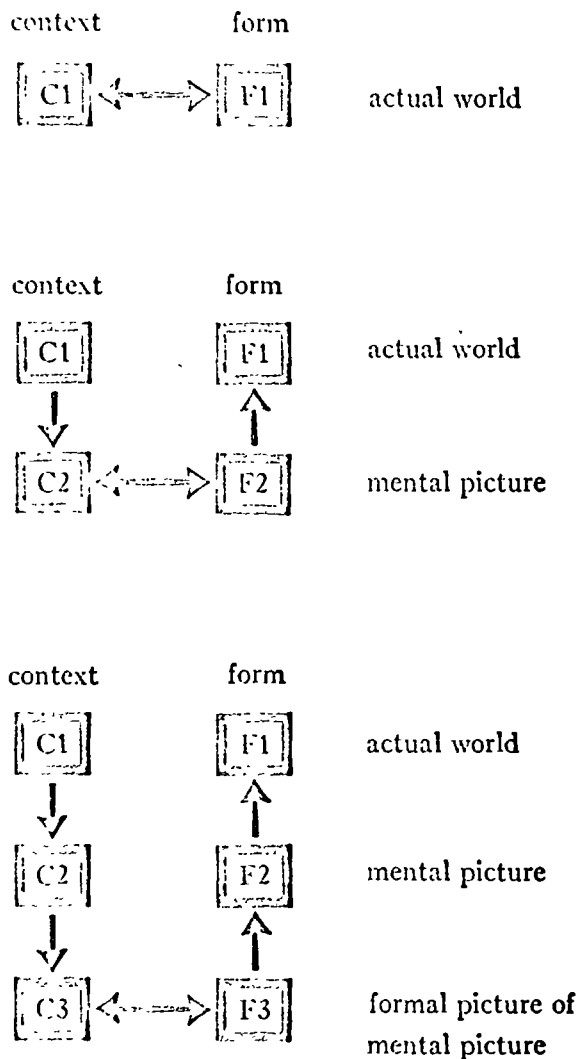 context form
C1 F1 actual world
context form
C1 F1 actual world
C2 F2 mental picture
context form
C1 F1 actual world
C2 F2 mental picture
C3 F3 formal picture of
mental picture